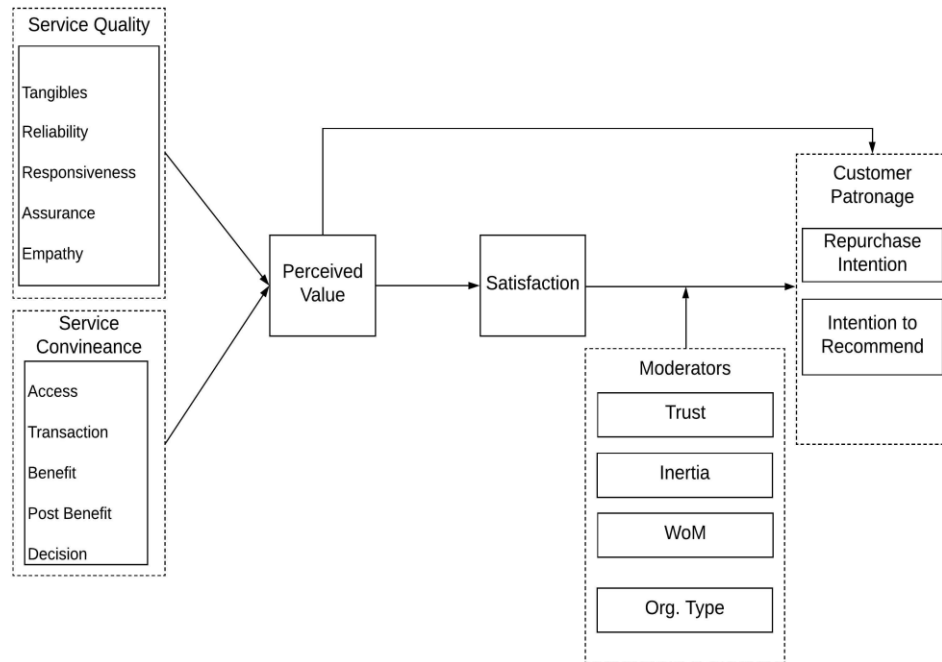 Service Quality
Tangibles
Reliability
Responsiveness
Assurance
Empathy
Service
Convineance
Access
Transaction
Benefit
Post Benefit
Decision
Perceived
Value
Satisfaction
Moderators
Trust
Inertia
WoM
Org. Type
Customer
Patronage
Repurchase
Intention
Intention to
Recommend